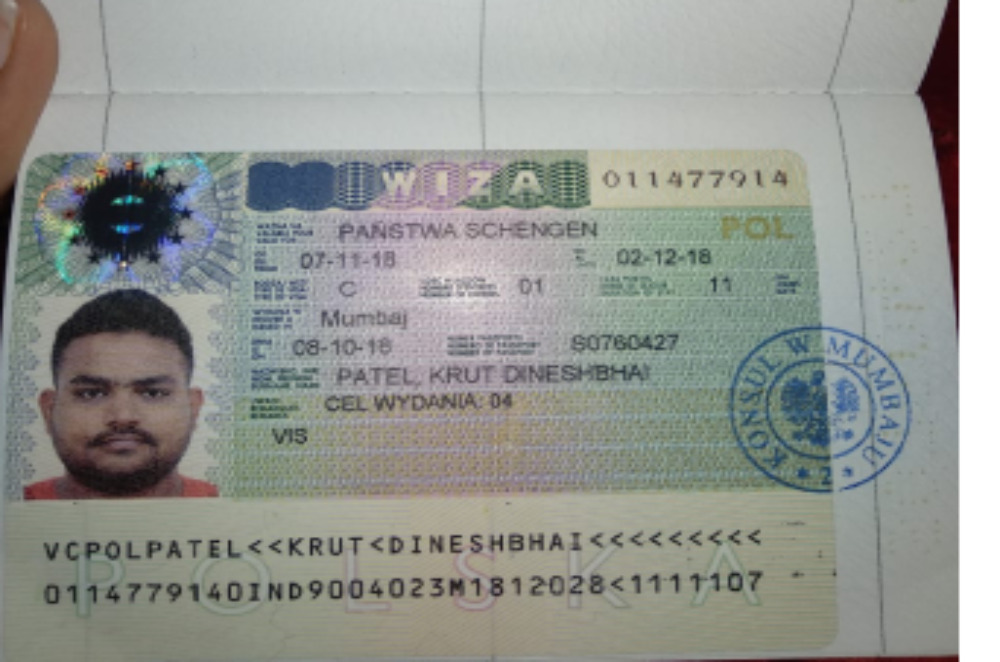 WIZA 011477914
PAŃSTWA SCHENGEN POL
07-11-18 02-12-18
C 01 11
Mumbaj
08-10-18 S0760427
PATEL, KRUT DINESHBHAI
CEL WYDANIA: 04
VIS
KONSUL W MUMBAJU
2
VCPOLPATEL<<KRUT<DINESHBHAI<<<<<<<<<
0114779140IND9004023M1812028<1111107
POLSKA